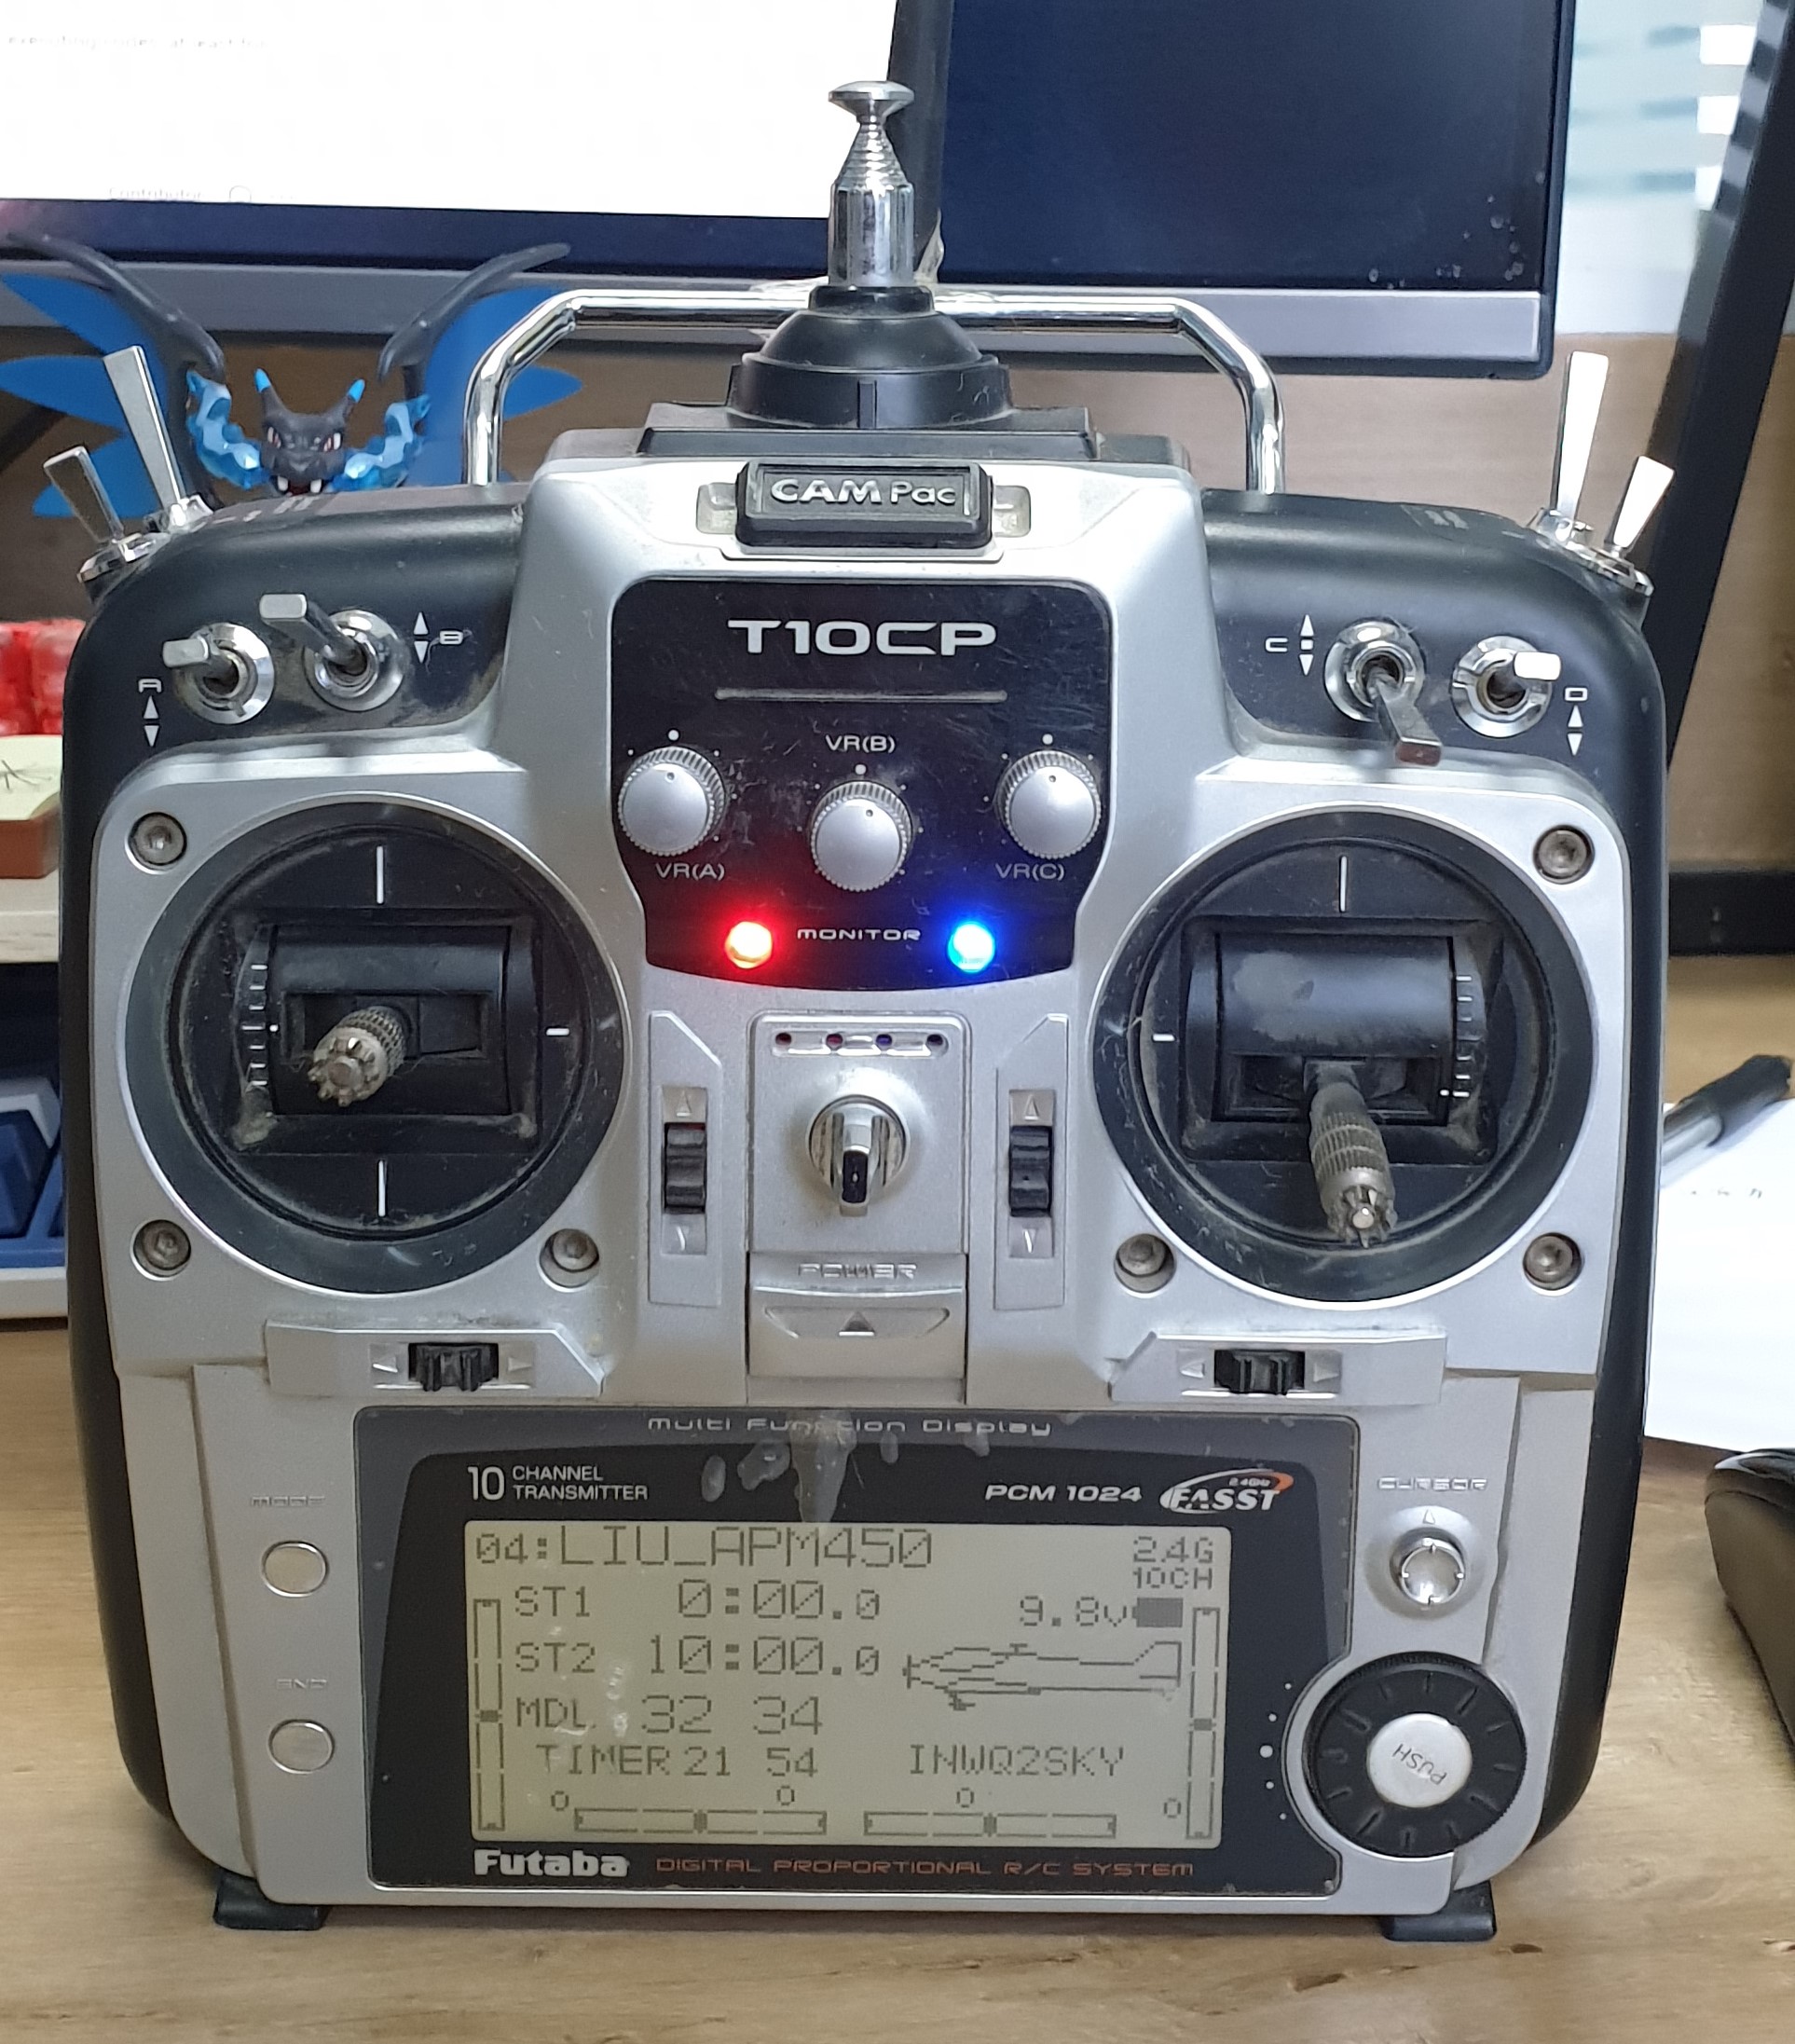 Contributor
CAMPac
T10CP
A
B
C
D
VR(B)
VR(A)
VR(C)
MONITOR
POWER
Multi Function Display
10 CHANNEL
TRANSMITTER
PCM 1024
2.4GHz
FASST
MODE
CURSOR
04:LIU_APM450
2.4G
10CH
ST1 0:00.0
9.8v
ST2 10:00.0
MDL 32 34
TIMER 21 54
INWQ2SKY
0 0 0 0
END
PUSH
Futaba
DIGITAL PROPORTIONAL R/C SYSTEM